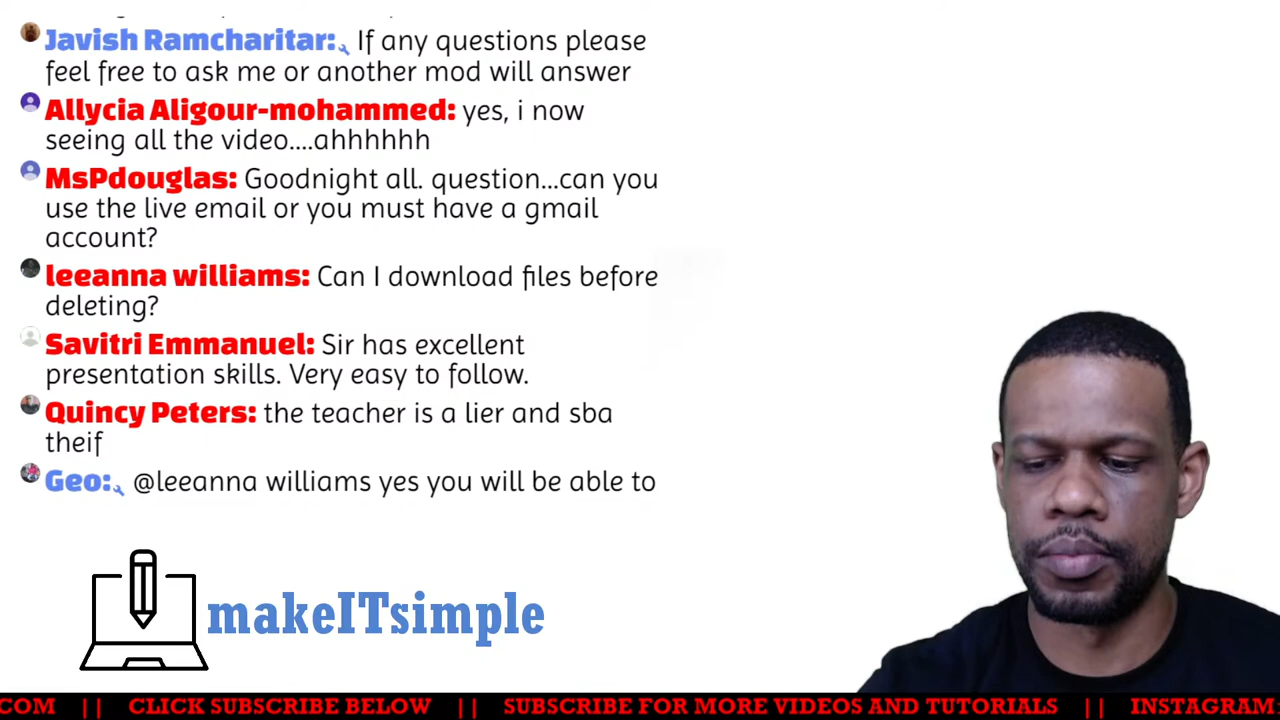 Javish Ramcharitar: If any questions please
feel free to ask me or another mod will answer
Allycia Aligour-mohammed: yes, i now
seeing all the video....ahhhhhh
MsPdouglas: Goodnight all. question...can you
use the live email or you must have a gmail
account?
leeanna williams: Can I download files before
deleting?
Savitri Emmanuel: Sir has excellent
presentation skills. Very easy to follow.
Quincy Peters: the teacher is a lier and sba
theif
Geo: @leeanna williams yes you will be able to
makeITsimple
COM || CLICK SUBSCRIBE BELOW || SUBSCRIBE FOR MORE VIDEOS AND TUTORIALS || INSTAGRAM